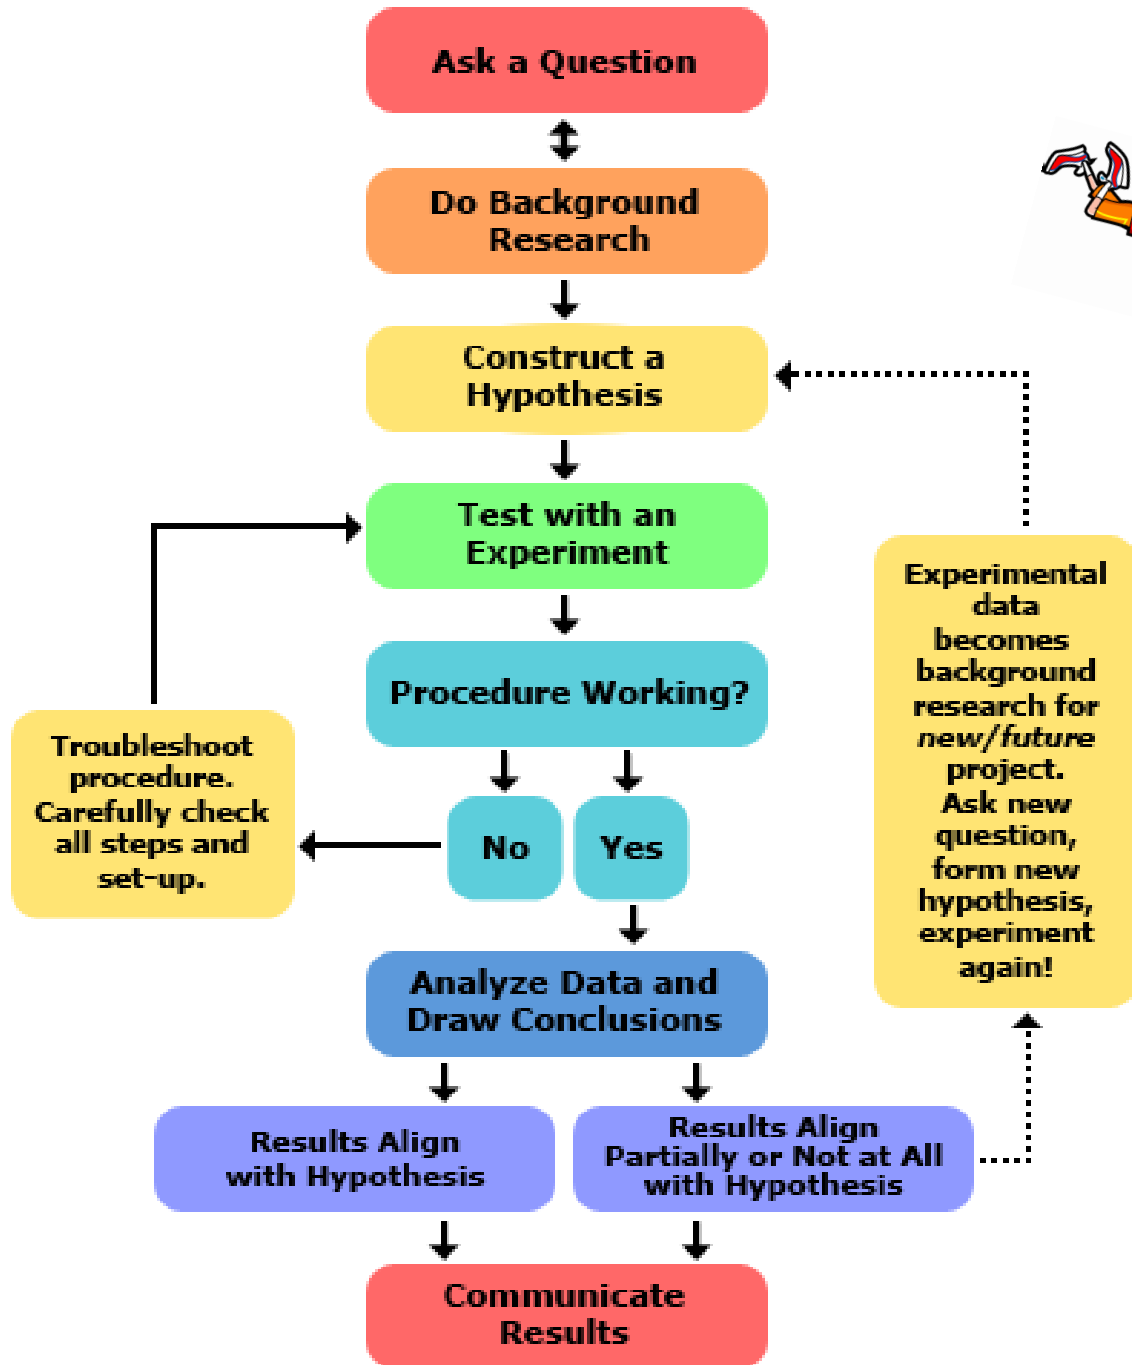 Ask a Question
Do Background
Research
Construct a
Hypothesis
Test with an
Experiment
Procedure Working?
No
Yes
Troubleshoot
procedure.
Carefully check
all steps and
set-up.
Experimental
data
becomes
background
research for
new/future
project.
Ask new
question,
form new
hypothesis,
experiment
again!
Analyze Data and
Draw Conclusions
Results Align
with Hypothesis
Results Align
Partially or Not at All
with Hypothesis
Communicate
Results